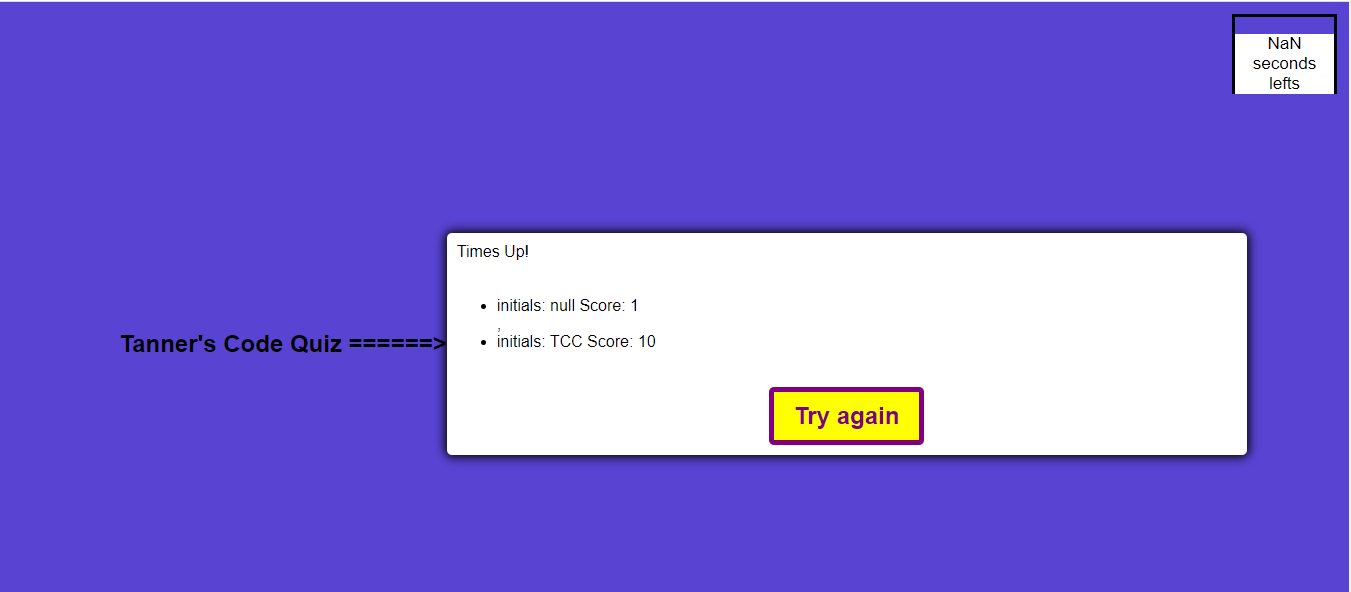 NaN
seconds
lefts
Times Up!
initials: null Score: 1
,
initials: TCC Score: 10
Tanner's Code Quiz ======>
Try again